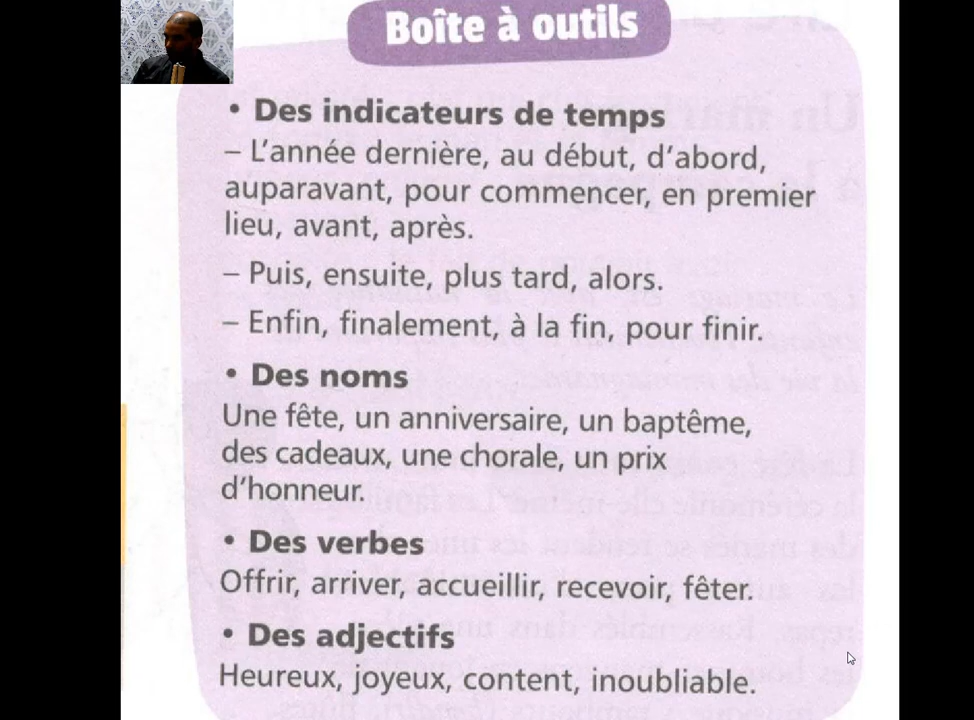 Boîte à outils
• Des indicateurs de temps
– L'année dernière, au début, d'abord,
auparavant, pour commencer, en premier
lieu, avant, après.
– Puis, ensuite, plus tard, alors.
– Enfin, finalement, à la fin, pour finir.
• Des noms
Une fête, un anniversaire, un baptême,
des cadeaux, une chorale, un prix
d'honneur.
• Des verbes
Offrir, arriver, accueillir, recevoir, fêter.
• Des adjectifs
Heureux, joyeux, content, inoubliable.